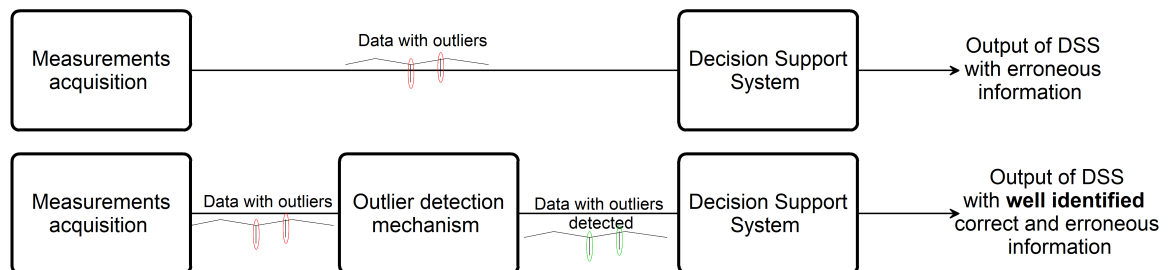 Measurements
acquisition
Data with outliers
Decision Support
System
Output of DSS
with erroneous
information
Measurements
acquisition
Data with outliers
Outlier detection
mechanism
Data with outliers
detected
Decision Support
System
Output of DSS
with well identified
correct and erroneous
information